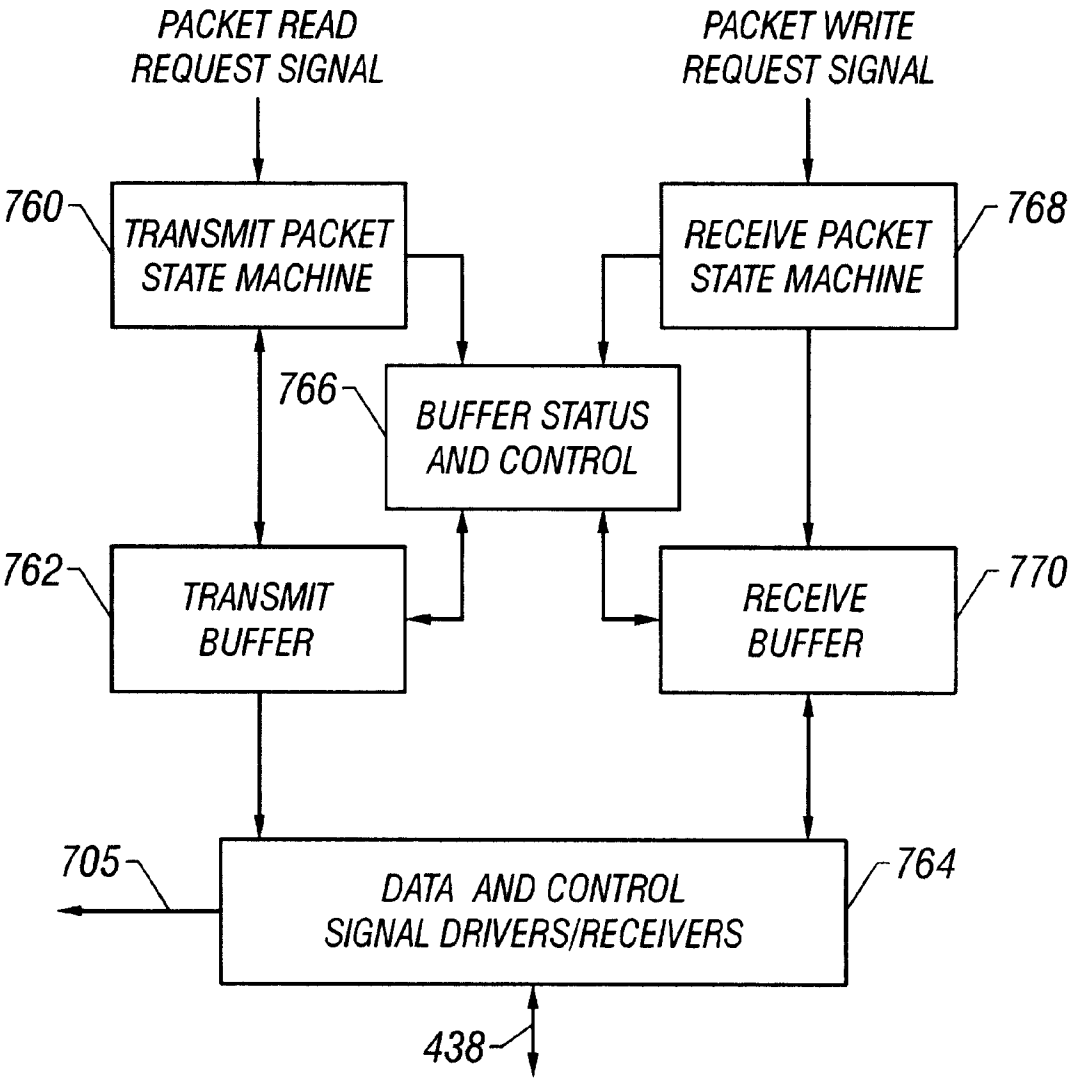 PACKET READ
REQUEST SIGNAL
PACKET WRITE
REQUEST SIGNAL
760
TRANSMIT PACKET
STATE MACHINE
RECEIVE PACKET
STATE MACHINE
768
766
BUFFER STATUS
AND CONTROL
762
TRANSMIT
BUFFER
RECEIVE
BUFFER
770
705
DATA AND CONTROL
SIGNAL DRIVERS/RECEIVERS
764
438